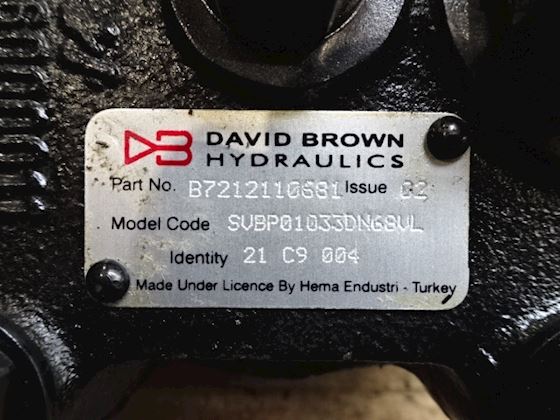 DAVID BROWN
HYDRAULICS
Part No. B7212110681 Issue 02
Model Code SVBP01033DN68VL
Identity 21 C9 004
Made Under Licence By Hema Endustri - Turkey